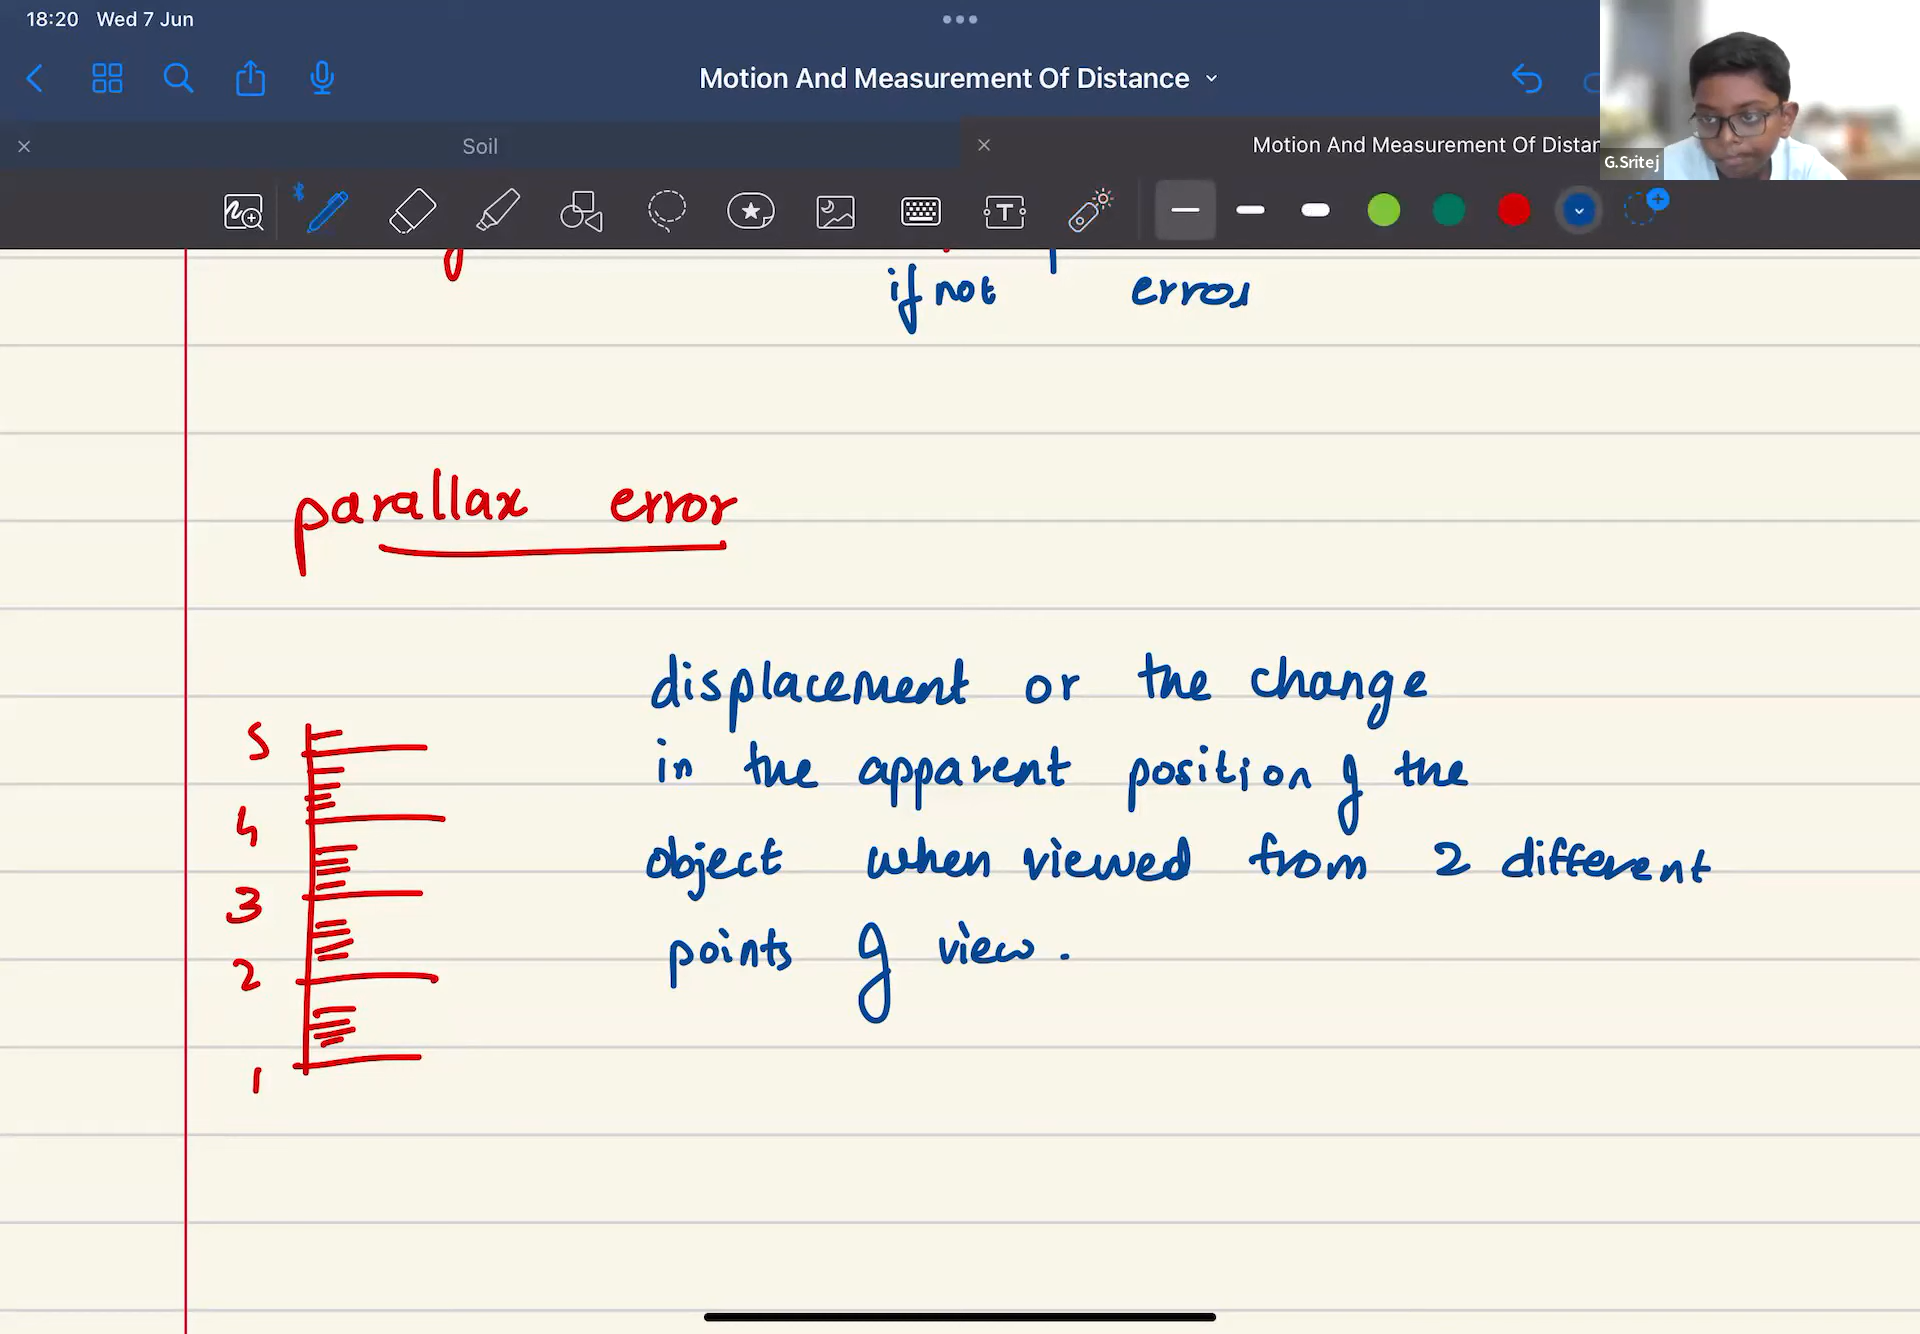 18:20 Wed 7 Jun
Motion And Measurement Of Distance
Soil
Motion And Measurement Of Distan
G.Sritej
T
if not error
parallax error
displacement or the change
in the apparent position of the
object when viewed from 2 different
points of view.
5
4
3
2
1